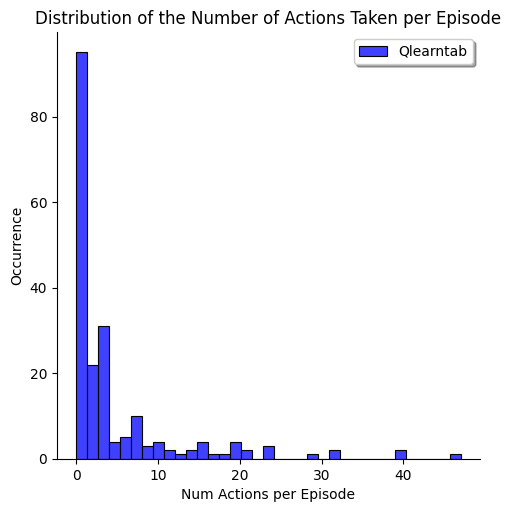 Distribution of the Number of Actions Taken per Episode
Qlearntab
80
60
40
20
0
Occurrence
0 10 20 30 40
Num Actions per Episode